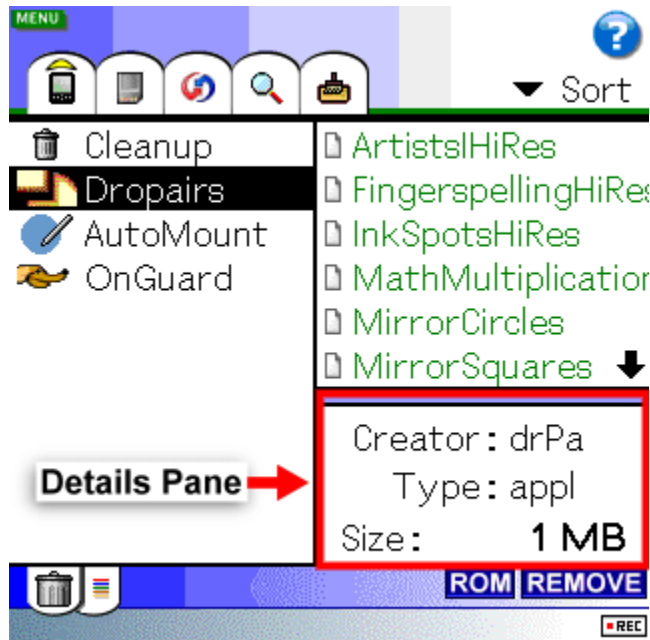 MENU
?
Sort
Cleanup
Dropairs
AutoMount
OnGuard
ArtistsIHiRes
FingerspellingHiRes
InkSpotsHiRes
MathMultiplication
MirrorCircles
MirrorSquares
Details Pane
Creator: drPa
Type: appl
Size: 1 MB
ROM REMOVE
REC